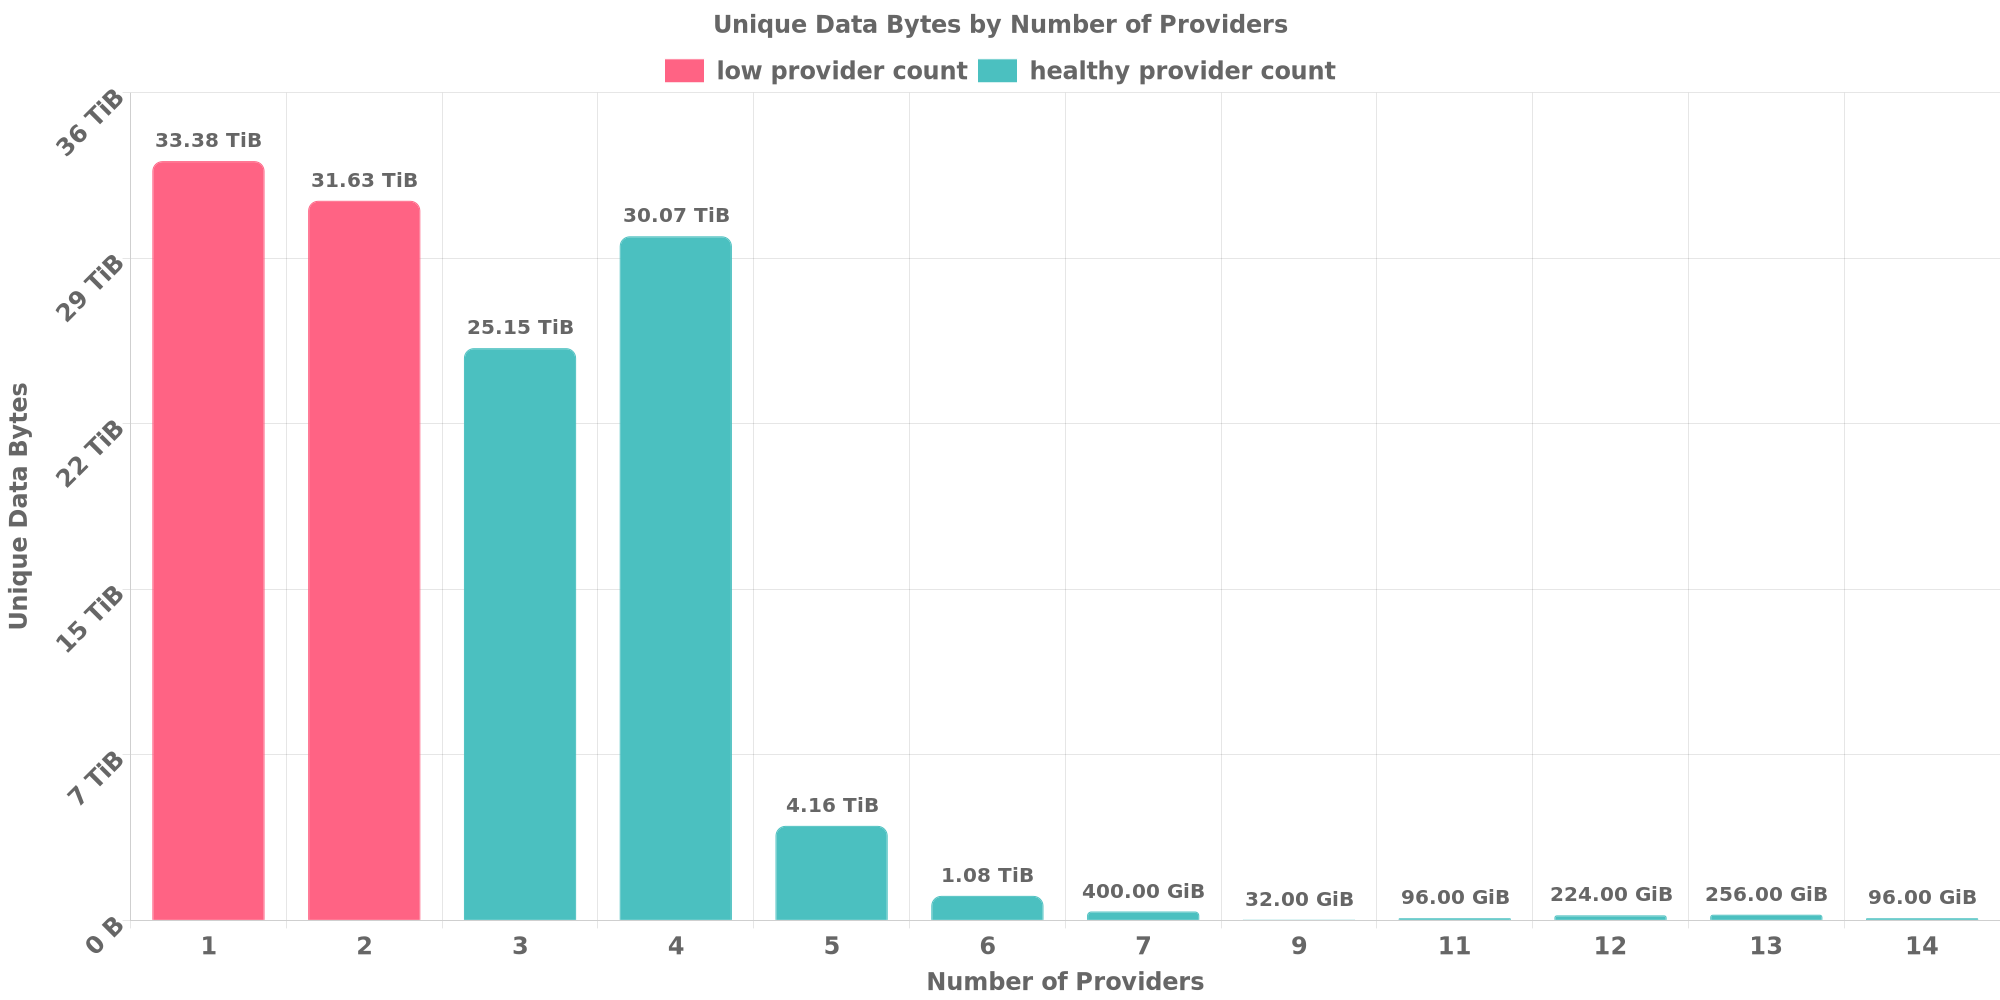 Unique Data Bytes by Number of Providers
low provider count healthy provider count
36 TiB
29 TiB
22 TiB
15 TiB
7 TiB
0 B
Unique Data Bytes
33.38 TiB
31.63 TiB
25.15 TiB
30.07 TiB
4.16 TiB
1.08 TiB
400.00 GiB
32.00 GiB
96.00 GiB
224.00 GiB
256.00 GiB
96.00 GiB
1 2 3 4 5 6 7 9 11 12 13 14
Number of Providers